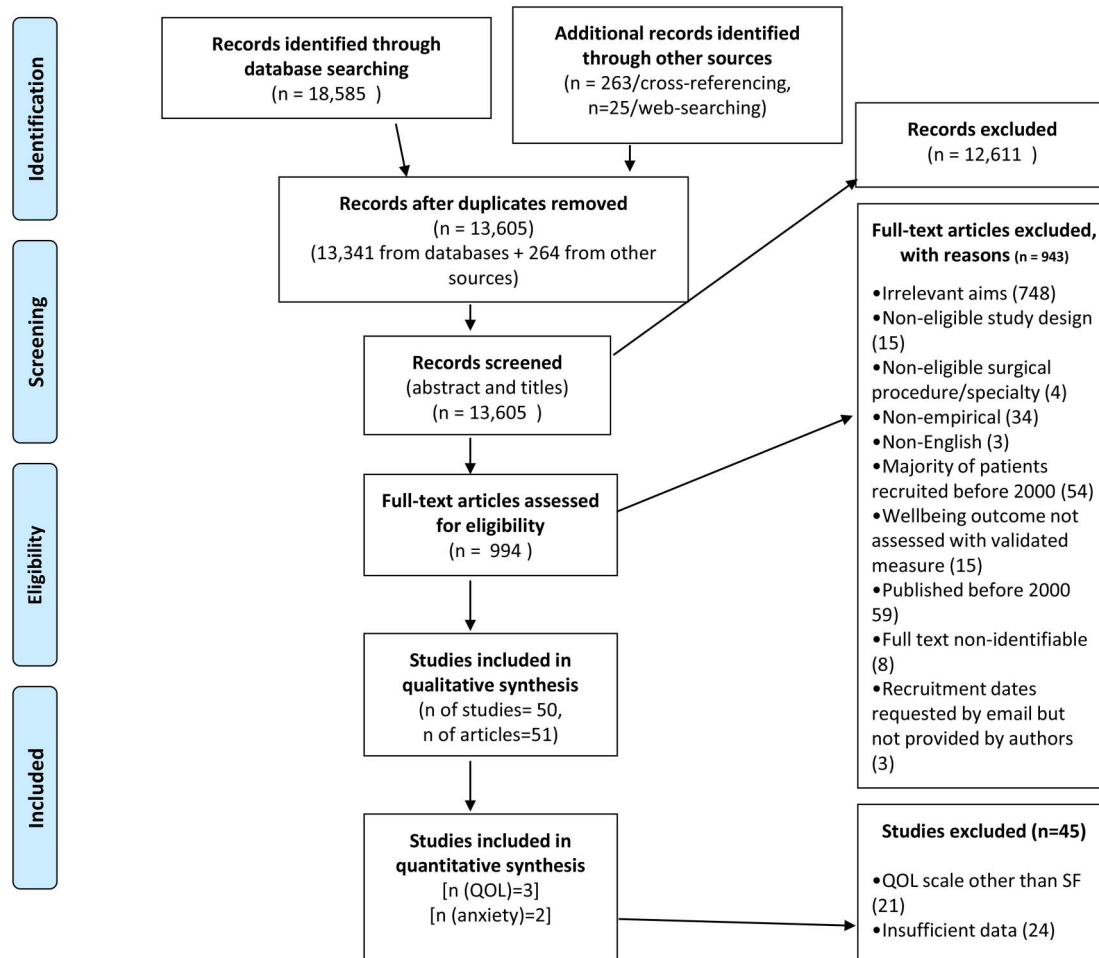 Identification
Screening
Eligibility
Included
Records identified through
database searching
(n = 18,585 )
Additional records identified
through other sources
(n = 263/cross-referencing,
n=25/web-searching)
Records after duplicates removed
(n = 13,605)
(13,341 from databases + 264 from other
sources)
Records screened
(abstract and titles)
(n = 13,605 )
Records excluded
(n = 12,611 )
Full-text articles assessed
for eligibility
(n = 994 )
Full-text articles excluded,
with reasons (n = 943)
•Irrelevant aims (748)
•Non-eligible study design
(15)
•Non-eligible surgical
procedure/specialty (4)
•Non-empirical (34)
•Non-English (3)
•Majority of patients
recruited before 2000 (54)
•Wellbeing outcome not
assessed with validated
measure (15)
•Published before 2000
59)
•Full text non-identifiable
(8)
•Recruitment dates
requested by email but
not provided by authors
(3)
Studies included in
qualitative synthesis
(n of studies= 50,
n of articles=51)
Studies included in
quantitative synthesis
[n (QOL)=3]
[n (anxiety)=2]
Studies excluded (n=45)
•QOL scale other than SF
(21)
•Insufficient data (24)